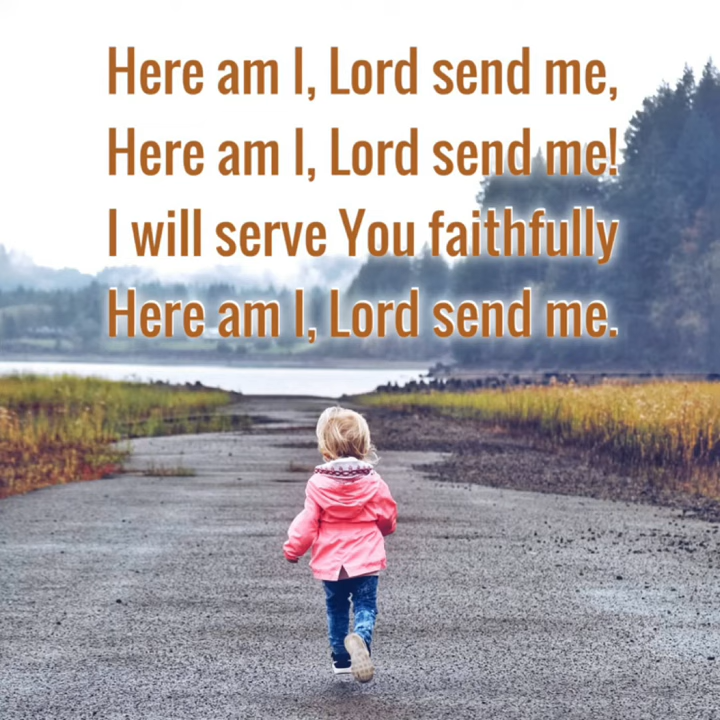 Here am I, Lord send me,
Here am I, Lord send me!
I will serve You faithfully
Here am I, Lord send me.